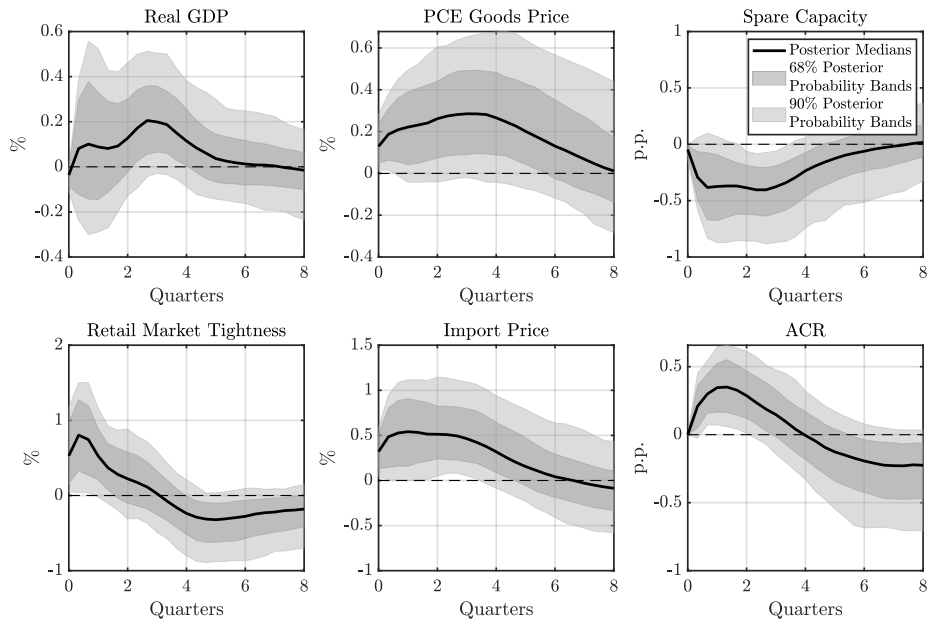 Real GDP
0.6
0.4
0.2
0
-0.2
-0.4
%
0 2 4 6 8
Quarters
PCE Goods Price
0.6
0.4
0.2
0
-0.2
-0.4
%
0 2 4 6 8
Quarters
Spare Capacity
1
0.5
0
-0.5
-1
p.p.
Posterior Medians
68% Posterior
Probability Bands
90% Posterior
Probability Bands
0 2 4 6 8
Quarters
Retail Market Tightness
2
1
0
-1
%
0 2 4 6 8
Quarters
Import Price
1.5
1
0.5
0
-0.5
-1
%
0 2 4 6 8
Quarters
ACR
0.5
0
-0.5
-1
p.p.
0 2 4 6 8
Quarters